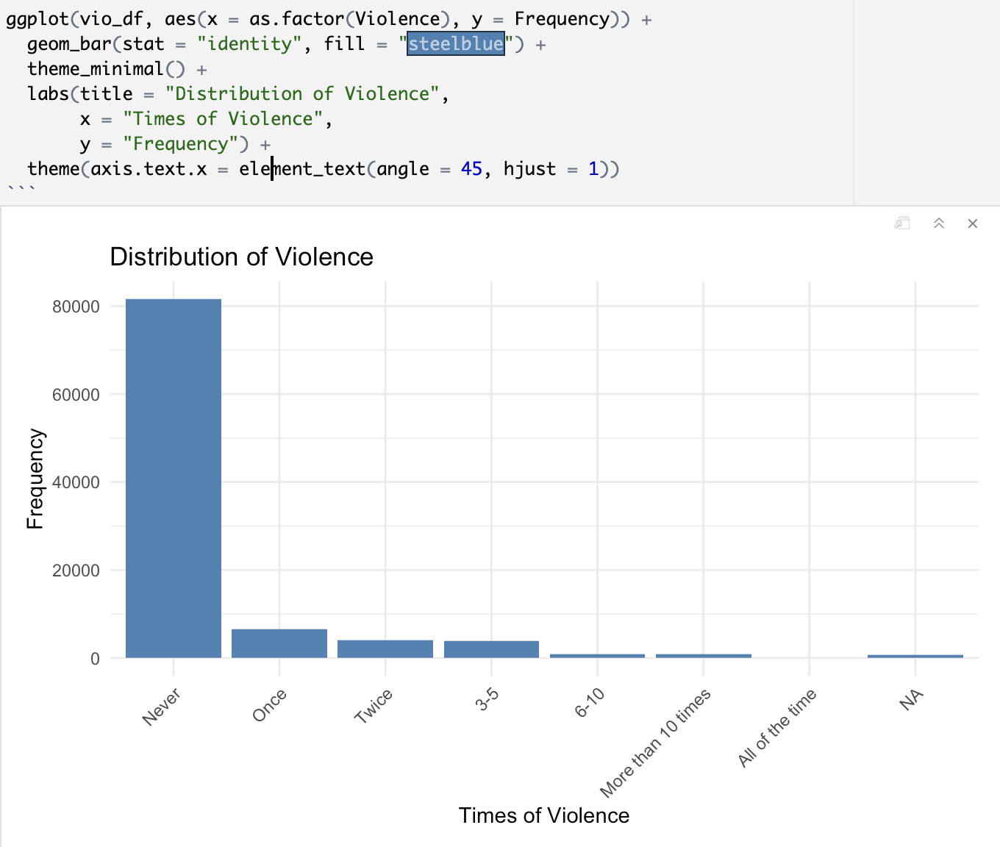 ggplot(vio_df, aes(x = as.factor(Violence), y = Frequency)) +
  geom_bar(stat = "identity", fill = "steelblue") +
  theme_minimal() +
  labs(title = "Distribution of Violence",
       x = "Times of Violence",
       y = "Frequency") +
  theme(axis.text.x = element_text(angle = 45, hjust = 1))
```
Distribution of Violence
80000
60000
40000
20000
0
Frequency
Never
Once
Twice
3-5
6-10
More than 10 times
All of the time
NA
Times of Violence